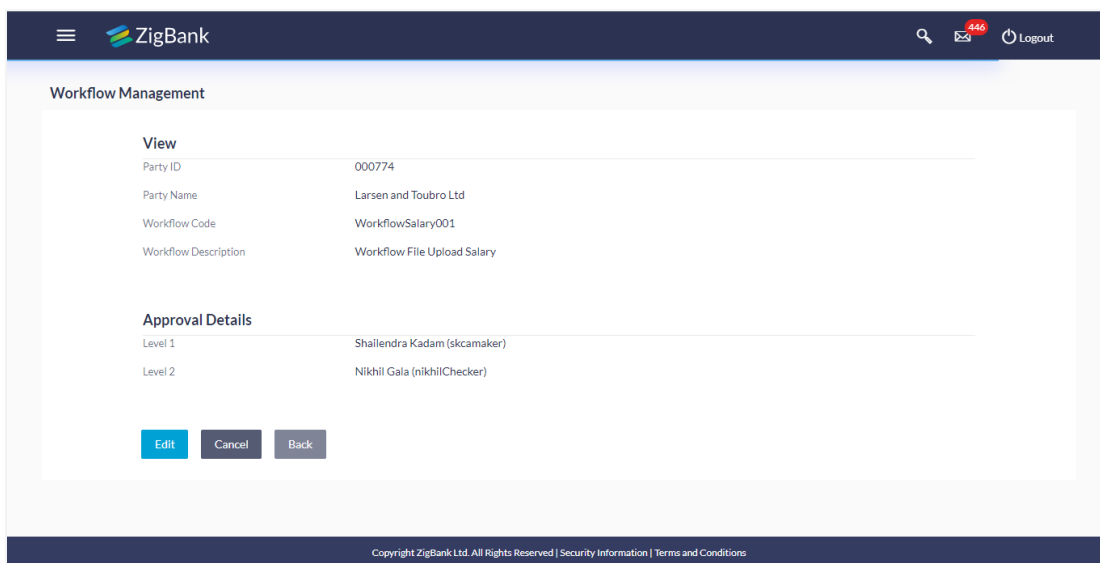 ZigBank
446
Logout
Workflow Management
View
Party ID 000774
Party Name Larsen and Toubro Ltd
Workflow Code WorkflowSalary001
Workflow Description Workflow File Upload Salary
Approval Details
Level 1 Shailendra Kadam (skcamaker)
Level 2 Nikhil Gala (nikhilChecker)
Edit Cancel Back
Copyright ZigBank Ltd. All Rights Reserved | Security Information | Terms and Conditions